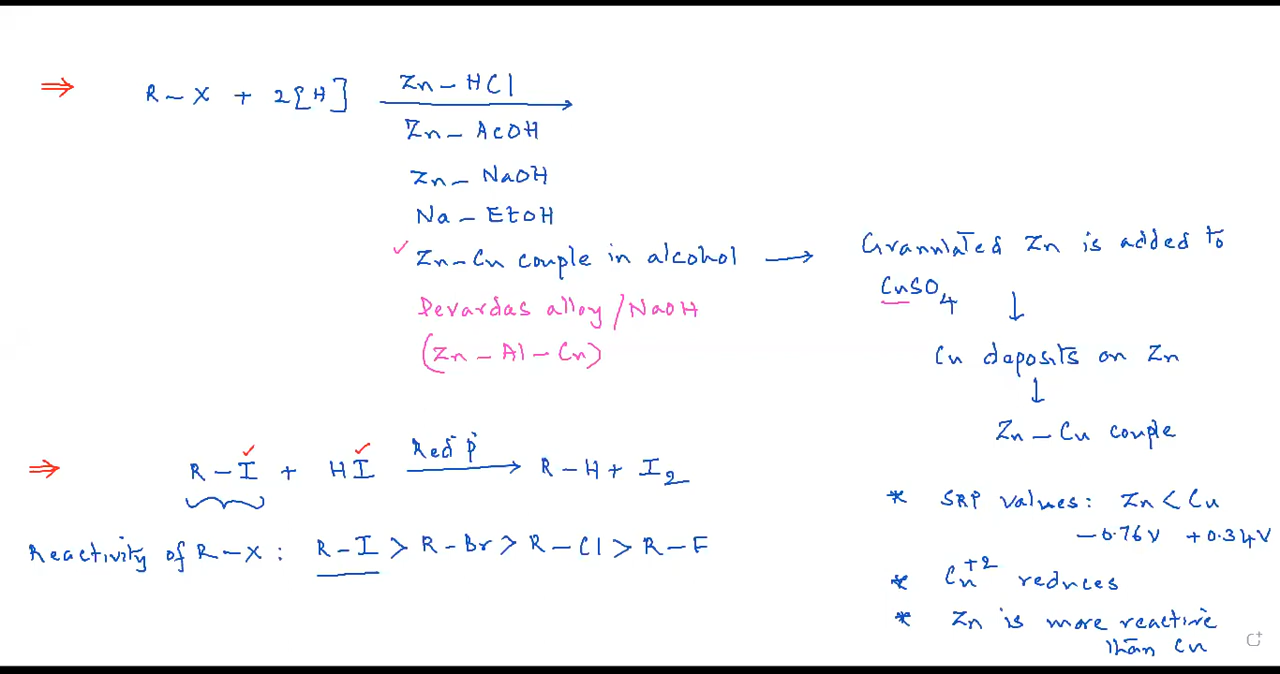 ⇒ R-X + 2[H] Zn-HCl →
Zn-AcOH
Zn-NaOH
Na-EtOH
✓ Zn-Cu couple in alcohol → Granulated Zn is added to
CuSO4 ↓
Devardas alloy/NaOH
(Zn-Al-Cu)
Cu deposits on Zn
↓
Zn-Cu couple
⇒ R-I + HI Red P → R-H + I2
Reactivity of R-X: R-I > R-Br > R-Cl > R-F
* SRP values: Zn < Cu
-0.76V +0.34V
* Cu+2 reduces
* Zn is more reactive
than Cu